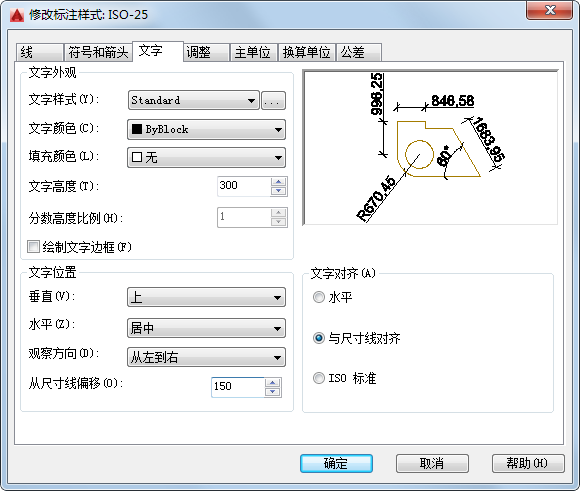 修改标注样式: ISO-25
线 符号和箭头 文字 调整 主单位 换算单位 公差
文字外观
文字样式(Y): Standard ...
文字颜色(C): ByBlock
填充颜色(L): 无
文字高度(T): 300
分数高度比例(H): 1
绘制文字边框(F)
998,25
846,58
1683,95
60°
R670,45
文字位置
垂直(V): 上
水平(Z): 居中
观察方向(D): 从左到右
从尺寸线偏移(O): 150
文字对齐(A)
水平
与尺寸线对齐
ISO 标准
确定 取消 帮助(H)